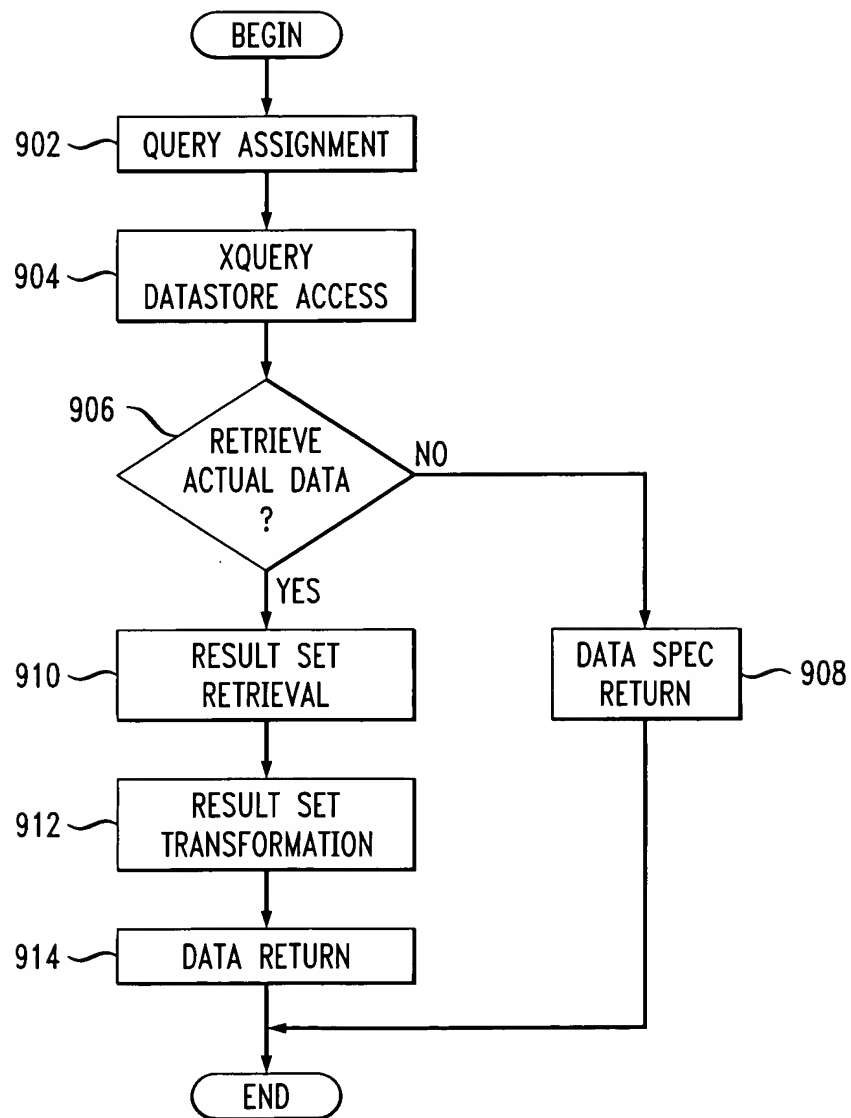 BEGIN
902
QUERY ASSIGNMENT
904
XQUERY
DATASTORE ACCESS
906
RETRIEVE
ACTUAL DATA
?
NO
YES
910
RESULT SET
RETRIEVAL
DATA SPEC
RETURN
908
912
RESULT SET
TRANSFORMATION
914
DATA RETURN
END